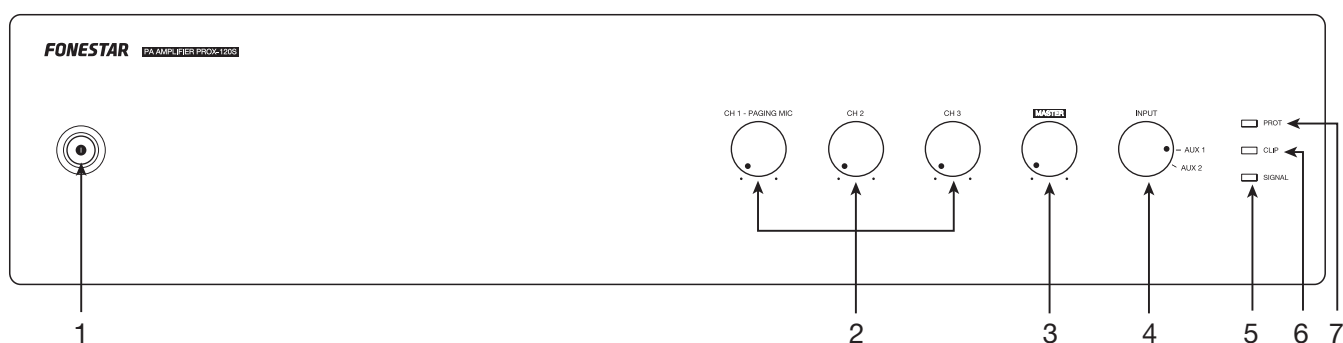 FONESTAR PA AMPLIFIER PROX-120S
CH 1 - PAGING MIC CH 2 CH 3 MASTER INPUT
PROT
AUX 1 CLIP
AUX 2
SIGNAL
1 2 3 4 5 6 7